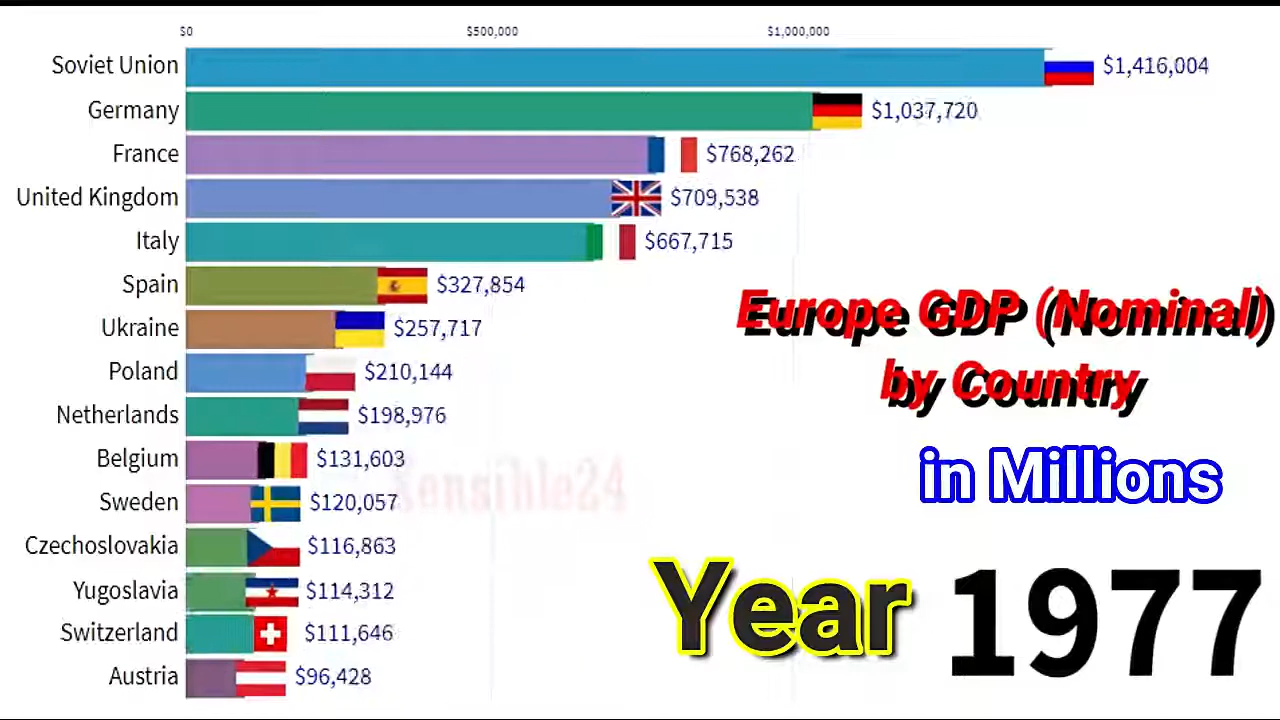 $0 $500,000 $1,000,000
Soviet Union $1,416,004
Germany $1,037,720
France $768,262
United Kingdom $709,538
Italy $667,715
Spain $327,854
Europe GDP (Nominal)
Ukraine $257,717
Poland $210,144
by Country
Netherlands $198,976
Belgium $131,603
in Millions
Sweden $120,057
Czechoslovakia $116,863
Yugoslavia $114,312
Year 1977
Switzerland $111,646
Austria $96,428